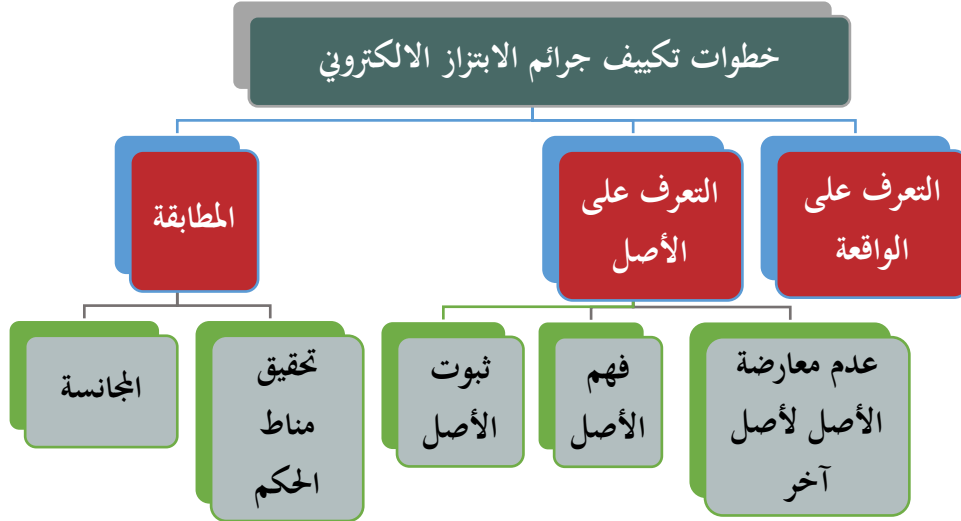 خطوات تكييف جرائم الابتزاز الالكتروني
التعرف على
الواقعة
التعرف على
الأصل
المطابقة
عدم معارضة
الأصل لأصل
آخر
فهم
الأصل
ثبوت
الأصل
تحقيق
مناط
الحكم
المجانسة